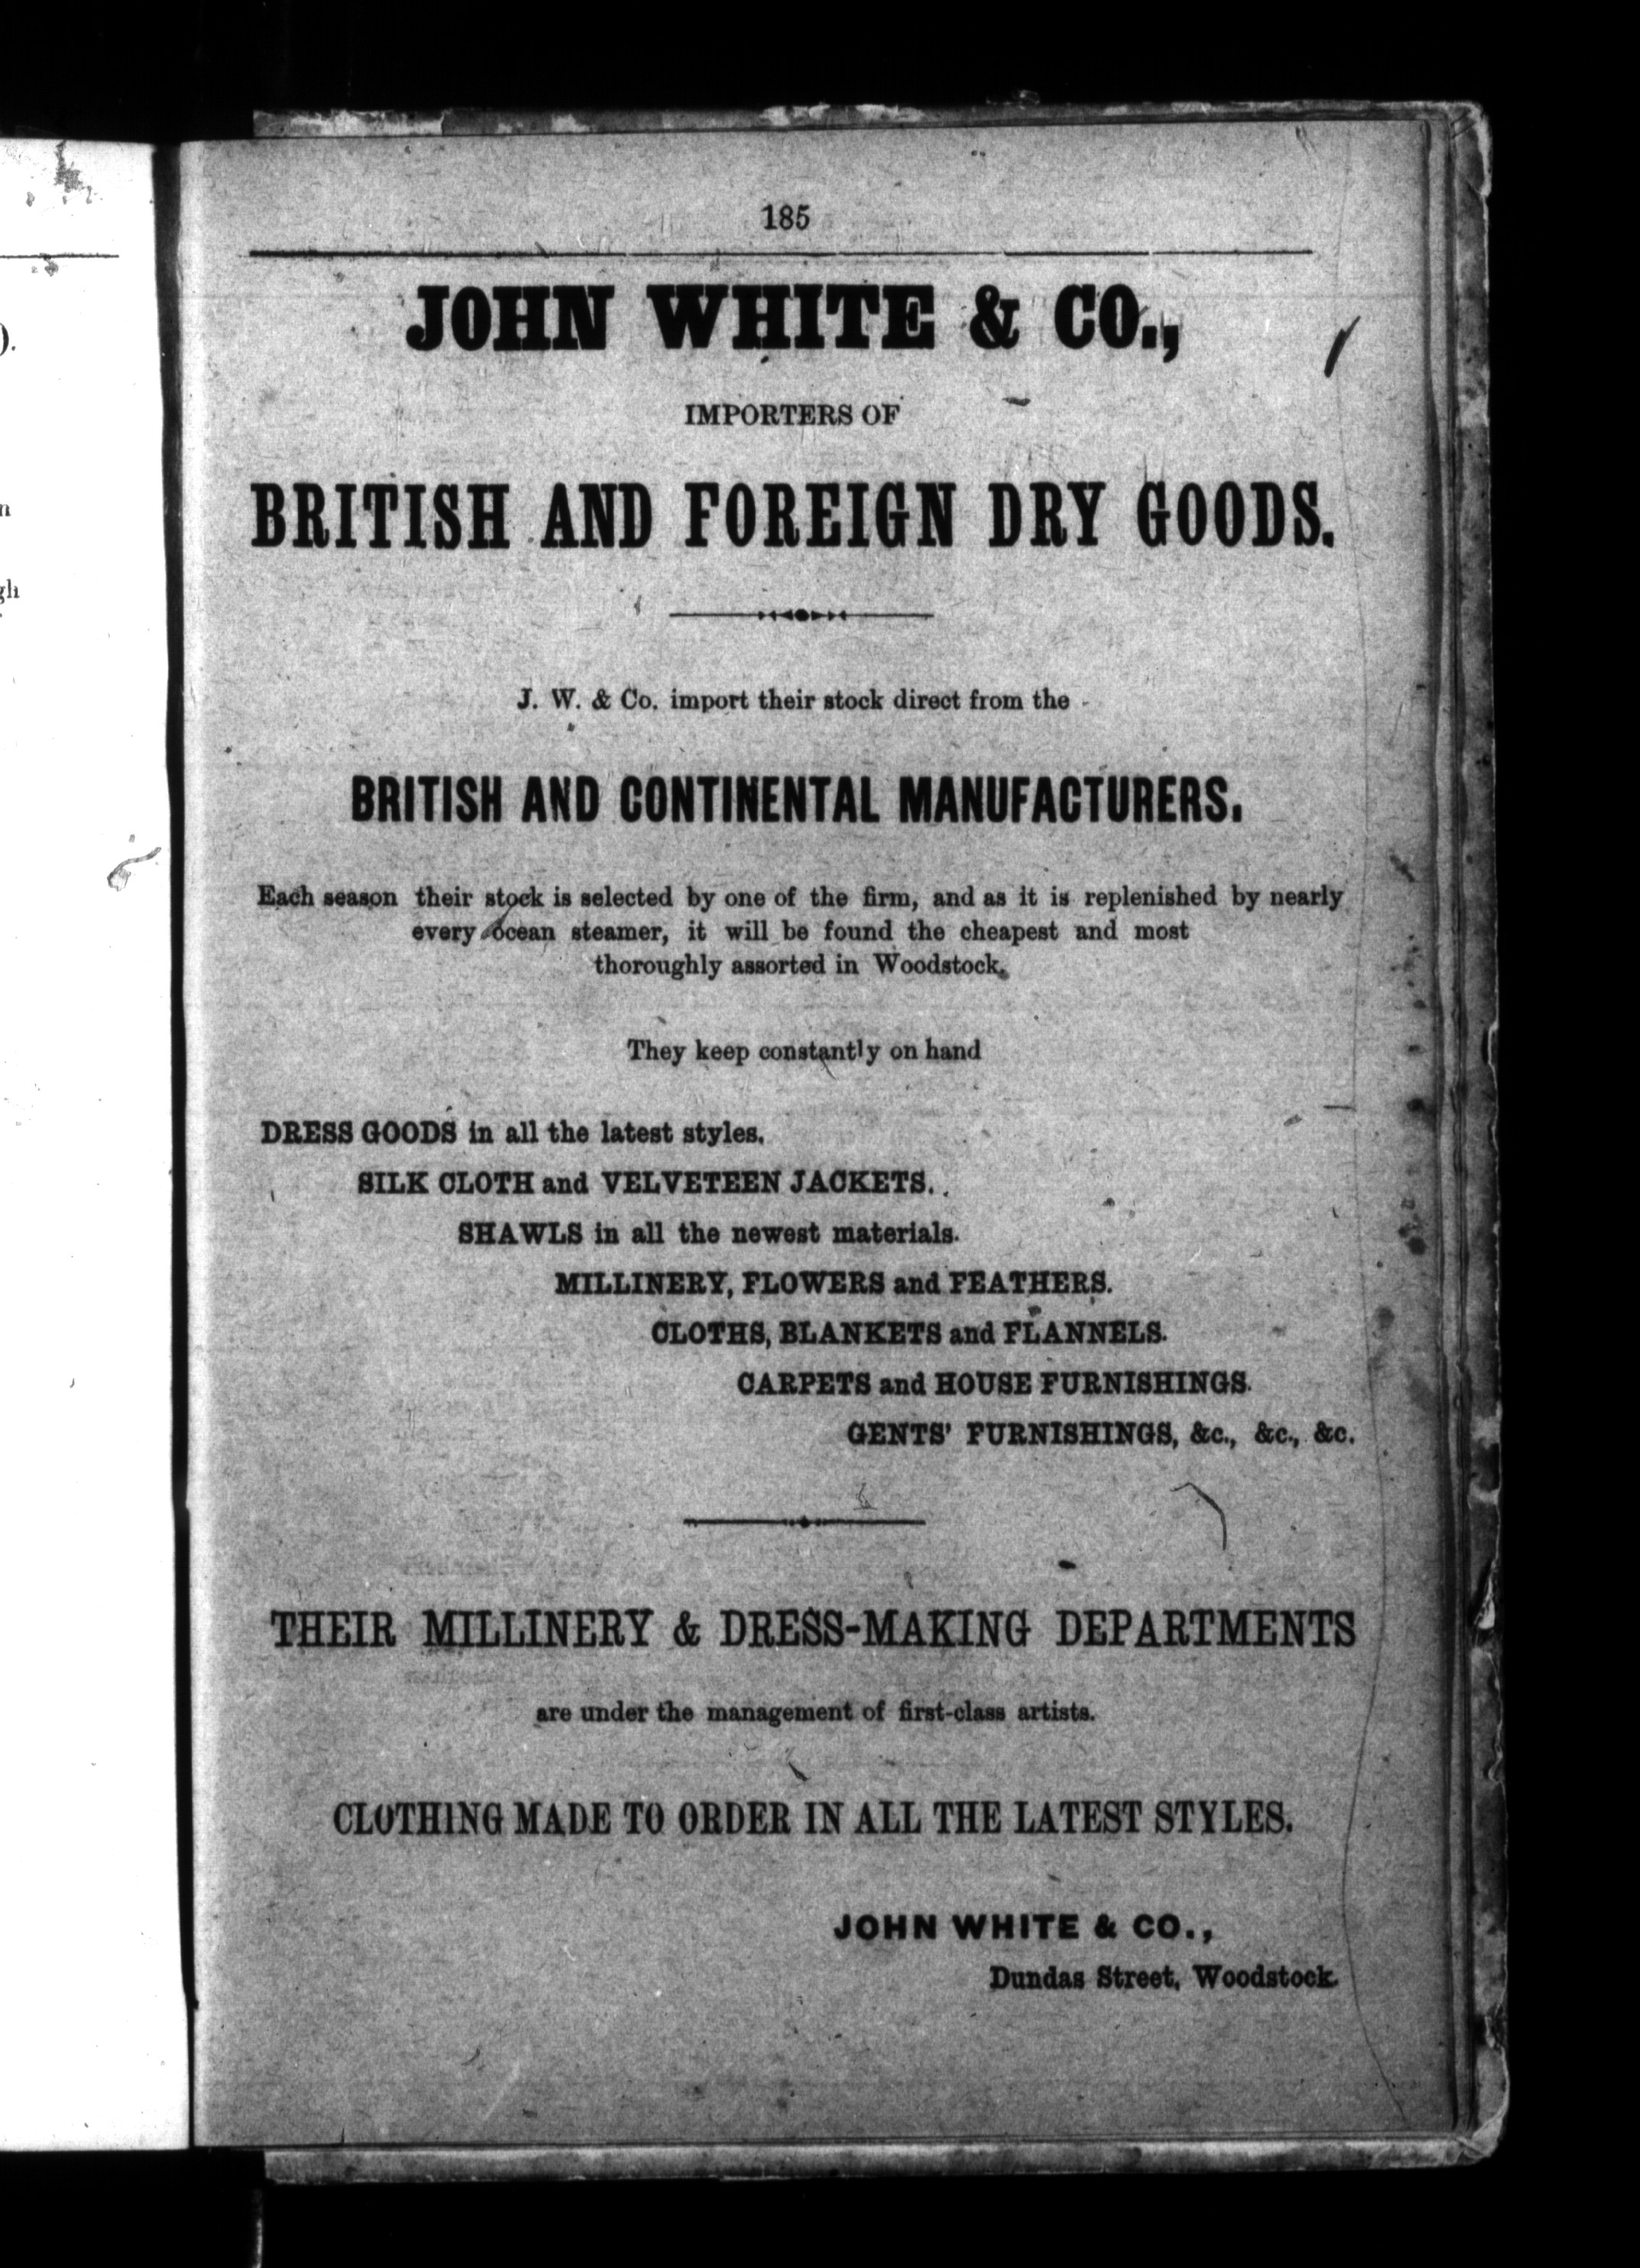 185
JOHN WHITE & CO.,
IMPORTERS OF
BRITISH AND FOREIGN DRY GOODS.
J. W. & Co. import their stock direct from the
BRITISH AND CONTINENTAL MANUFACTURERS.
Each season their stock is selected by one of the firm, and as it is replenished by nearly
every ocean steamer, it will be found the cheapest and most
thoroughly assorted in Woodstock.
They keep constantly on hand
DRESS GOODS in all the latest styles.
SILK CLOTH and VELVETEEN JACKETS.
SHAWLS in all the newest materials.
MILLINERY, FLOWERS and FEATHERS.
CLOTHS, BLANKETS and FLANNELS.
CARPETS and HOUSE FURNISHINGS.
GENTS' FURNISHINGS, &c., &c., &c.
THEIR MILLINERY & DRESS-MAKING DEPARTMENTS
are under the management of first-class artists.
CLOTHING MADE TO ORDER IN ALL THE LATEST STYLES.
JOHN WHITE & CO.,
Dundas Street, Woodstock.